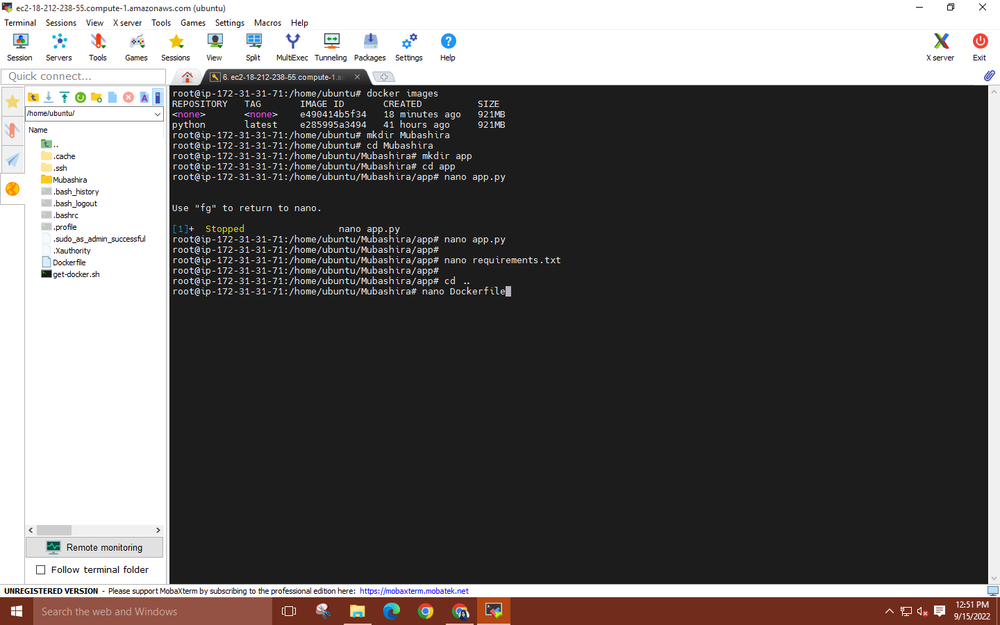 ec2-18-212-238-55.compute-1.amazonaws.com (ubuntu)
Terminal Sessions View X server Tools Games Settings Macros Help
Session Servers Tools Games Sessions View Split MultiExec Tunneling Packages Settings Help X server Exit
Quick connect...
6. ec2-18-212-238-55.compute-1.a
/home/ubuntu/
Name
..
.cache
.ssh
Mubashira
.bash_history
.bash_logout
.bashrc
.profile
.sudo_as_admin_successful
.Xauthority
Dockerfile
get-docker.sh
Remote monitoring
Follow terminal folder
root@ip-172-31-31-71:/home/ubuntu# docker images
REPOSITORY TAG IMAGE ID CREATED SIZE
<none> <none> e490414b5f34 18 minutes ago 921MB
python latest e285995a3494 41 hours ago 921MB
root@ip-172-31-31-71:/home/ubuntu# mkdir Mubashira
root@ip-172-31-31-71:/home/ubuntu# cd Mubashira
root@ip-172-31-31-71:/home/ubuntu/Mubashira# mkdir app
root@ip-172-31-31-71:/home/ubuntu/Mubashira# cd app
root@ip-172-31-31-71:/home/ubuntu/Mubashira/app# nano app.py
Use "fg" to return to nano.
[1]+ Stopped nano app.py
root@ip-172-31-31-71:/home/ubuntu/Mubashira/app# nano app.py
root@ip-172-31-31-71:/home/ubuntu/Mubashira/app#
root@ip-172-31-31-71:/home/ubuntu/Mubashira/app# nano requirements.txt
root@ip-172-31-31-71:/home/ubuntu/Mubashira/app#
root@ip-172-31-31-71:/home/ubuntu/Mubashira/app# cd ..
root@ip-172-31-31-71:/home/ubuntu/Mubashira# nano Dockerfile
UNREGISTERED VERSION - Please support MobaXterm by subscribing to the professional edition here: https://mobaxterm.mobatek.net
Search the web and Windows
12:51 PM
9/15/2022